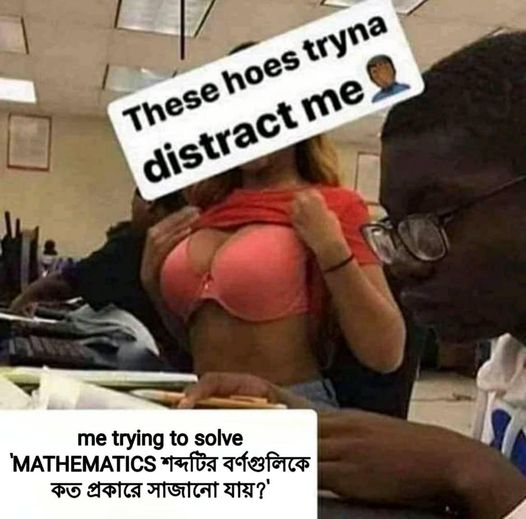 These hoes tryna
distract me 🤦🏾‍♂️
me trying to solve
'MATHEMATICS শব্দটির বর্ণগুলিকে
কত প্রকারে সাজানো যায়?'